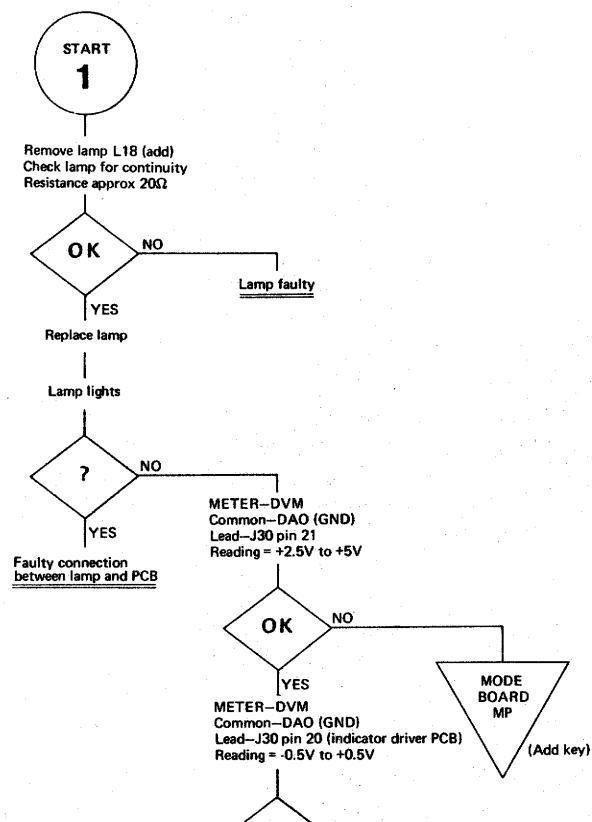 START
1
Remove lamp L18 (add)
Check lamp for continuity
Resistance approx 20Ω
OK
NO
Lamp faulty
YES
Replace lamp
Lamp lights
?
NO
YES
Faulty connection
between lamp and PCB
METER—DVM
Common—DAO (GND)
Lead—J30 pin 21
Reading = +2.5V to +5V
OK
NO
YES
MODE
BOARD
MP
(Add key)
METER—DVM
Common—DAO (GND)
Lead—J30 pin 20 (indicator driver PCB)
Reading = -0.5V to +0.5V